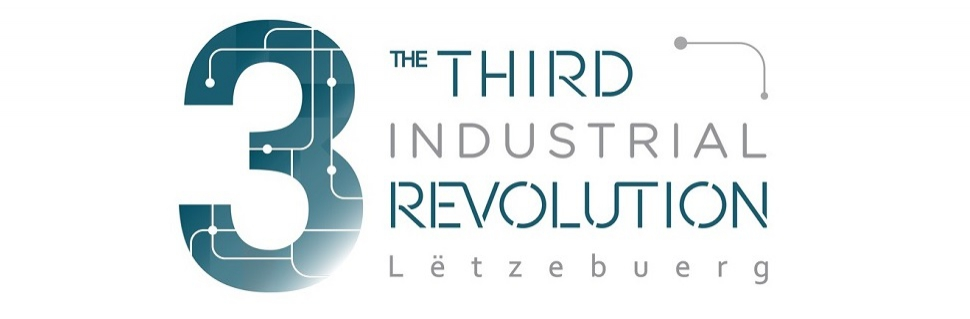 3
THE THIRD
INDUSTRIAL
REVOLUTION
Lëtzebuerg